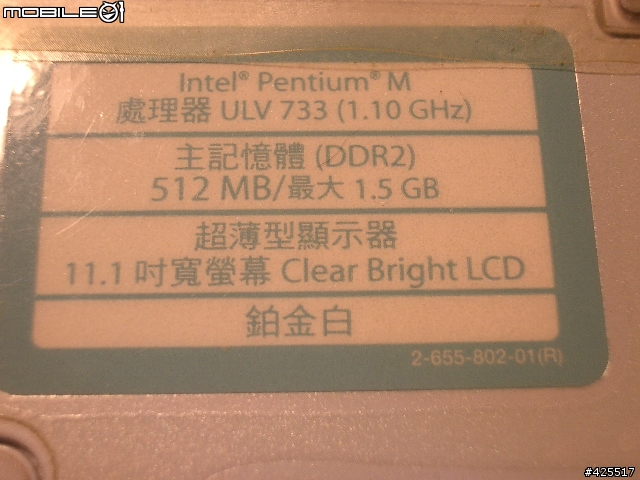 MOBILE01
Intel® Pentium® M
處理器 ULV 733 (1.10 GHz)
主記憶體 (DDR2)
512 MB/最大 1.5 GB
超薄型顯示器
11.1 吋寬螢幕 Clear Bright LCD
鉑金白
2-655-802-01(R)
#425517